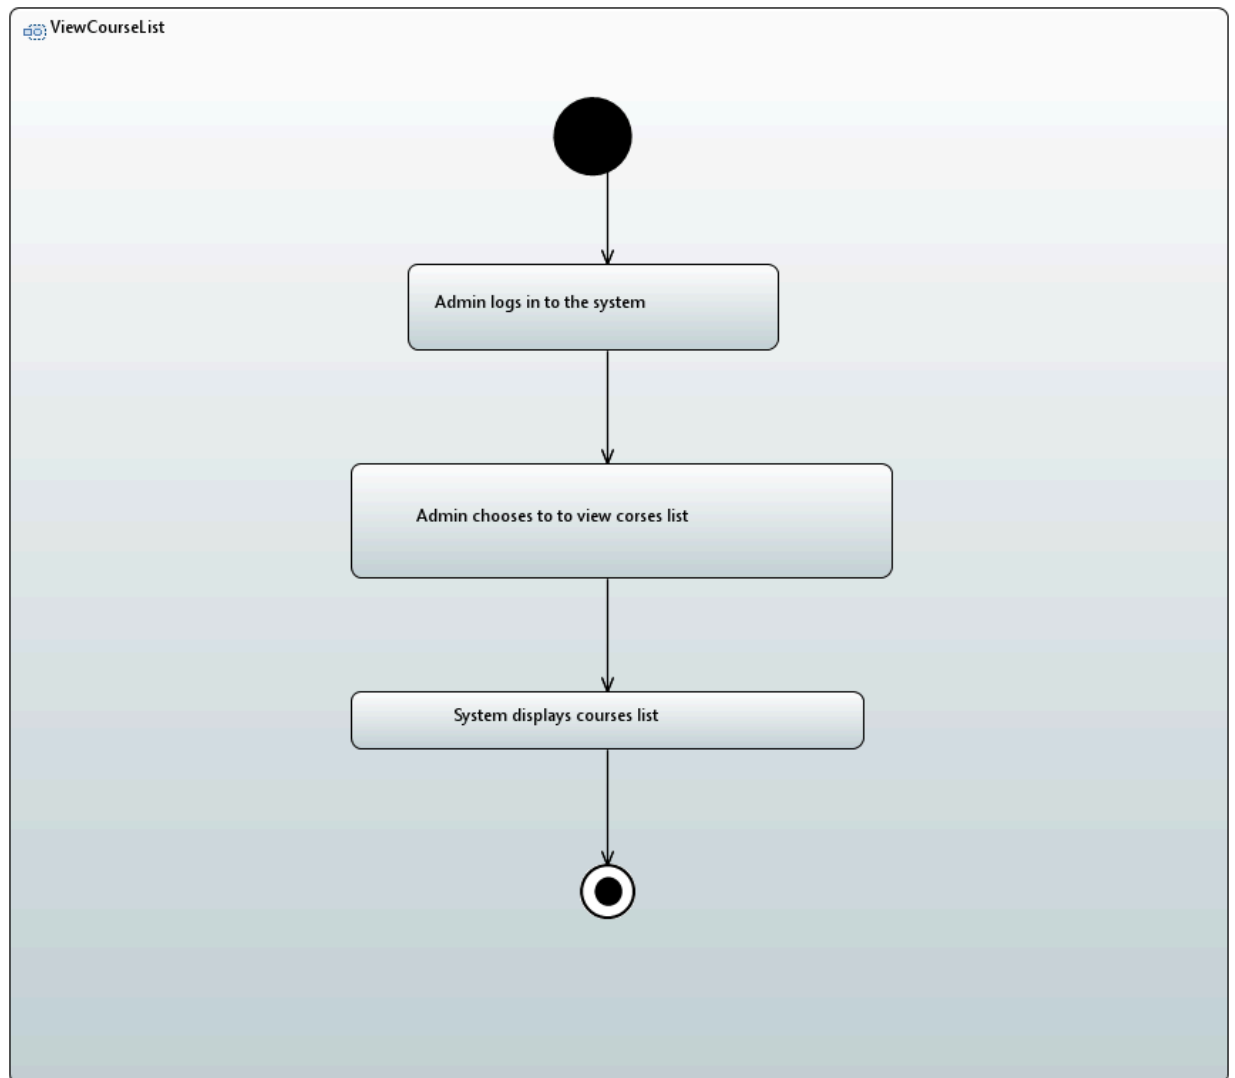 ViewCourseList
Admin logs in to the system
Admin chooses to to view corses list
System displays courses list